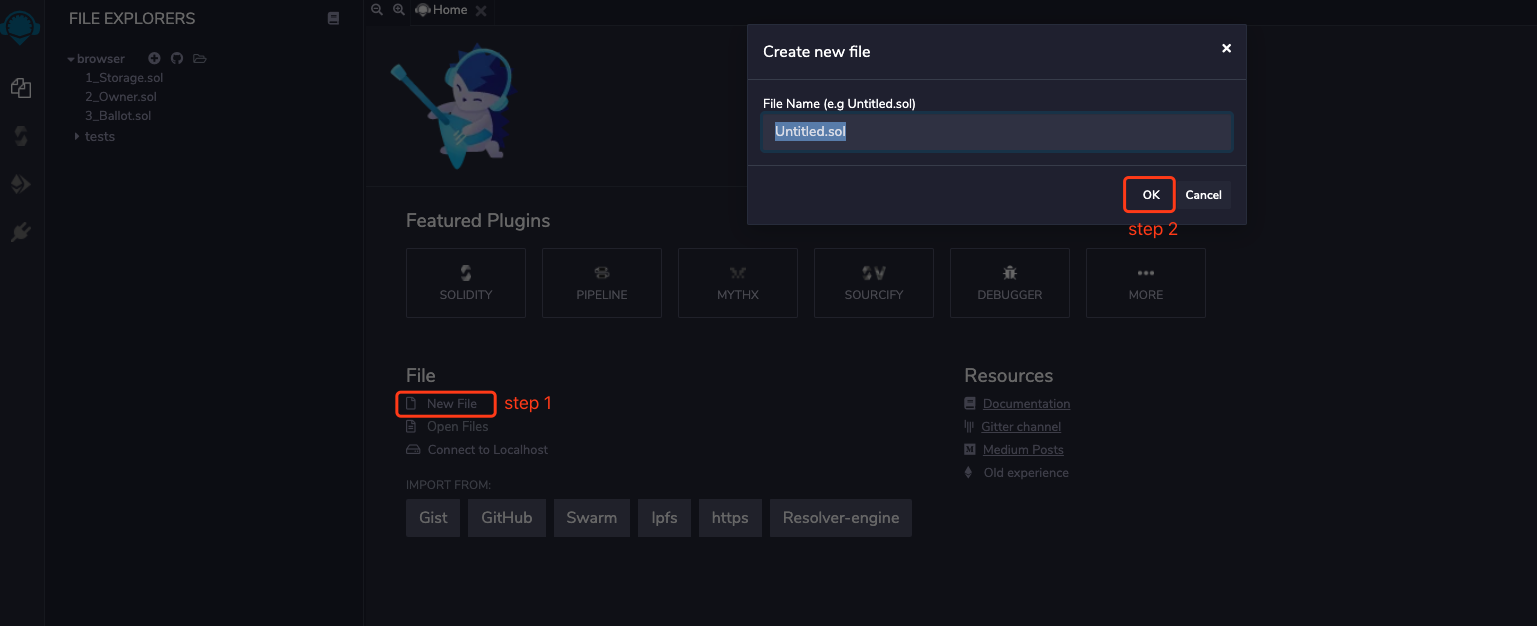 FILE EXPLORERS
browser
1_Storage.sol
2_Owner.sol
3_Ballot.sol
tests
Home
Create new file
File Name (e.g Untitled.sol)
Untitled.sol
OK
Cancel
step 2
Featured Plugins
SOLIDITY
PIPELINE
MYTHX
SOURCIFY
DEBUGGER
MORE
File
New File
step 1
Open Files
Connect to Localhost
IMPORT FROM:
Gist
GitHub
Swarm
Ipfs
https
Resolver-engine
Resources
Documentation
Gitter channel
Medium Posts
Old experience